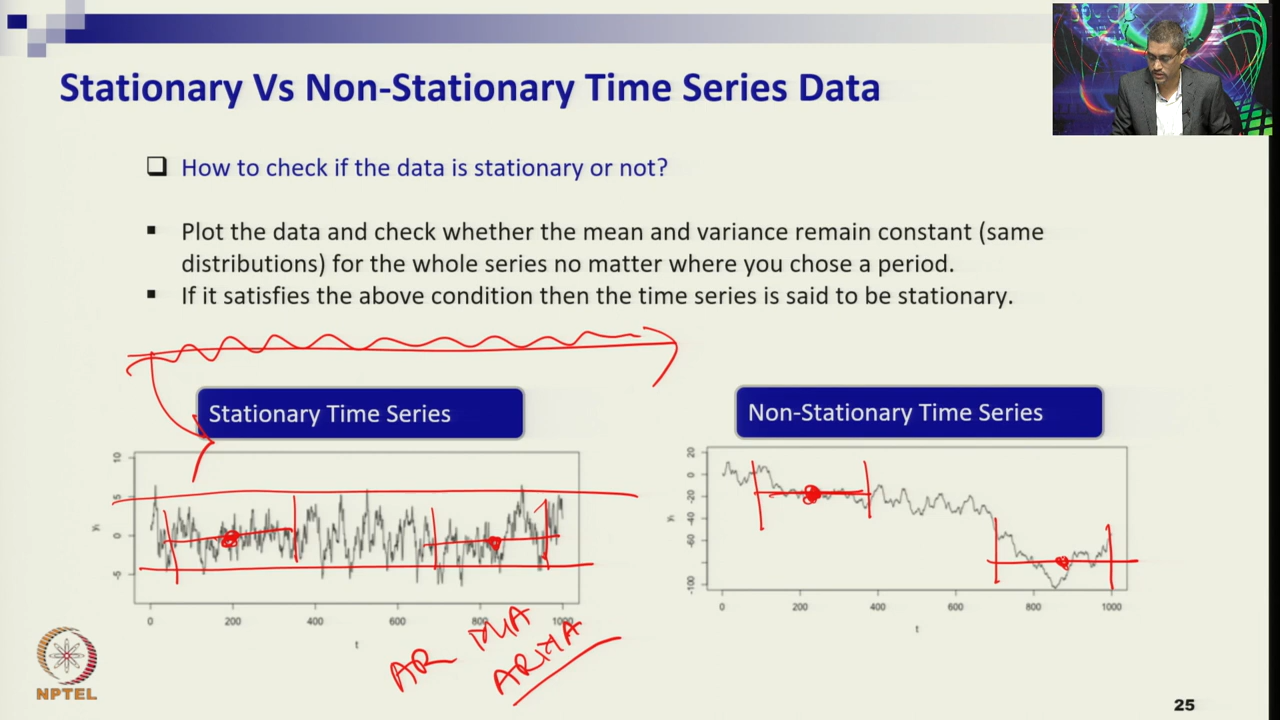 Stationary Vs Non-Stationary Time Series Data
How to check if the data is stationary or not?
Plot the data and check whether the mean and variance remain constant (same
distributions) for the whole series no matter where you chose a period.
If it satisfies the above condition then the time series is said to be stationary.
Stationary Time Series
Non-Stationary Time Series
10
5
0
-5
yₜ
0 200 400 600 800 1000
t
20
0
-20
-40
-60
-100
yₜ
0 200 400 600 800 1000
t
AR MA
ARMA
NPTEL
25